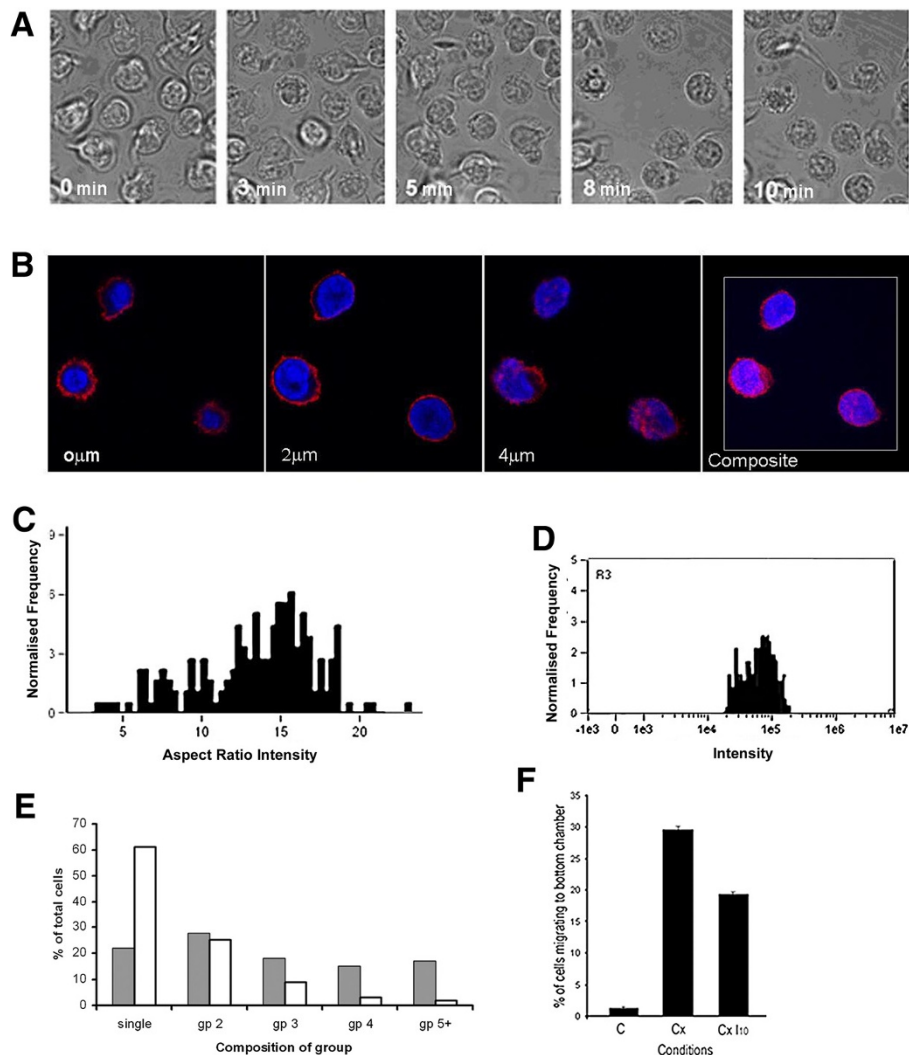 A
0 min
3 min
5 min
8 min
10 min
B
0μm
2μm
4μm
Composite
C
Normalised Frequency
9
6
3
0
5
10
15
20
Aspect Ratio Intensity
D
Normalised Frequency
R3
5
4
3
2
1
0
-1e3
0
1e3
1e4
1e5
1e6
1e7
Intensity
E
% of total cells
70
60
50
40
30
20
10
0
single
gp 2
gp 3
gp 4
gp 5+
Composition of group
F
% of cells migrating to bottom chamber
35
30
25
20
15
10
5
0
C
Cx
Cx I10
Conditions